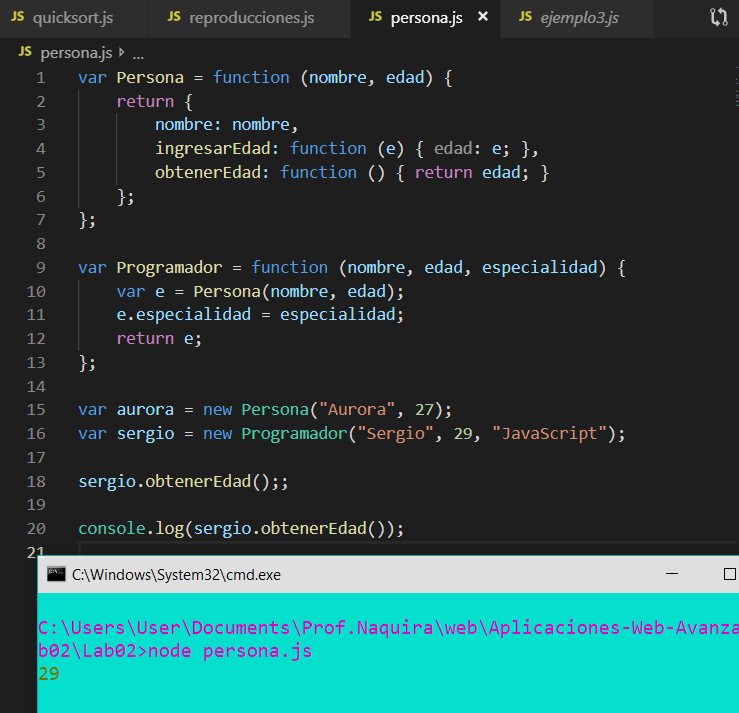 JS quicksort.js JS reproducciones.js JS persona.js × JS ejemplo3.js
JS persona.js › ...
1 var Persona = function (nombre, edad) {
2 return {
3 nombre: nombre,
4 ingresarEdad: function (e) { edad: e; },
5 obtenerEdad: function () { return edad; }
6 };
7 };
8
9 var Programador = function (nombre, edad, especialidad) {
10 var e = Persona(nombre, edad);
11 e.especialidad = especialidad;
12 return e;
13 };
14
15 var aurora = new Persona("Aurora", 27);
16 var sergio = new Programador("Sergio", 29, "JavaScript");
17
18 sergio.obtenerEdad();;
19
20 console.log(sergio.obtenerEdad());
21
C:\Windows\System32\cmd.exe
C:\Users\User\Documents\Prof.Naquira\web\Aplicaciones-Web-Avanza
b02\Lab02>node persona.js
29